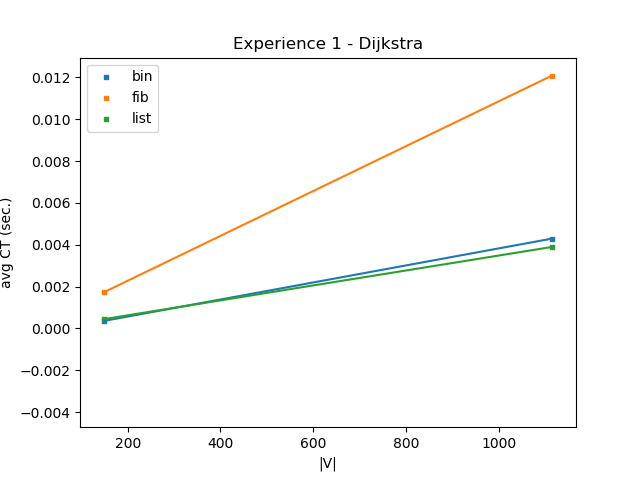 Experience 1 - Dijkstra
bin
fib
list
0.012
0.010
0.008
0.006
0.004
0.002
0.000
−0.002
−0.004
avg CT (sec.)
200 400 600 800 1000
|V|